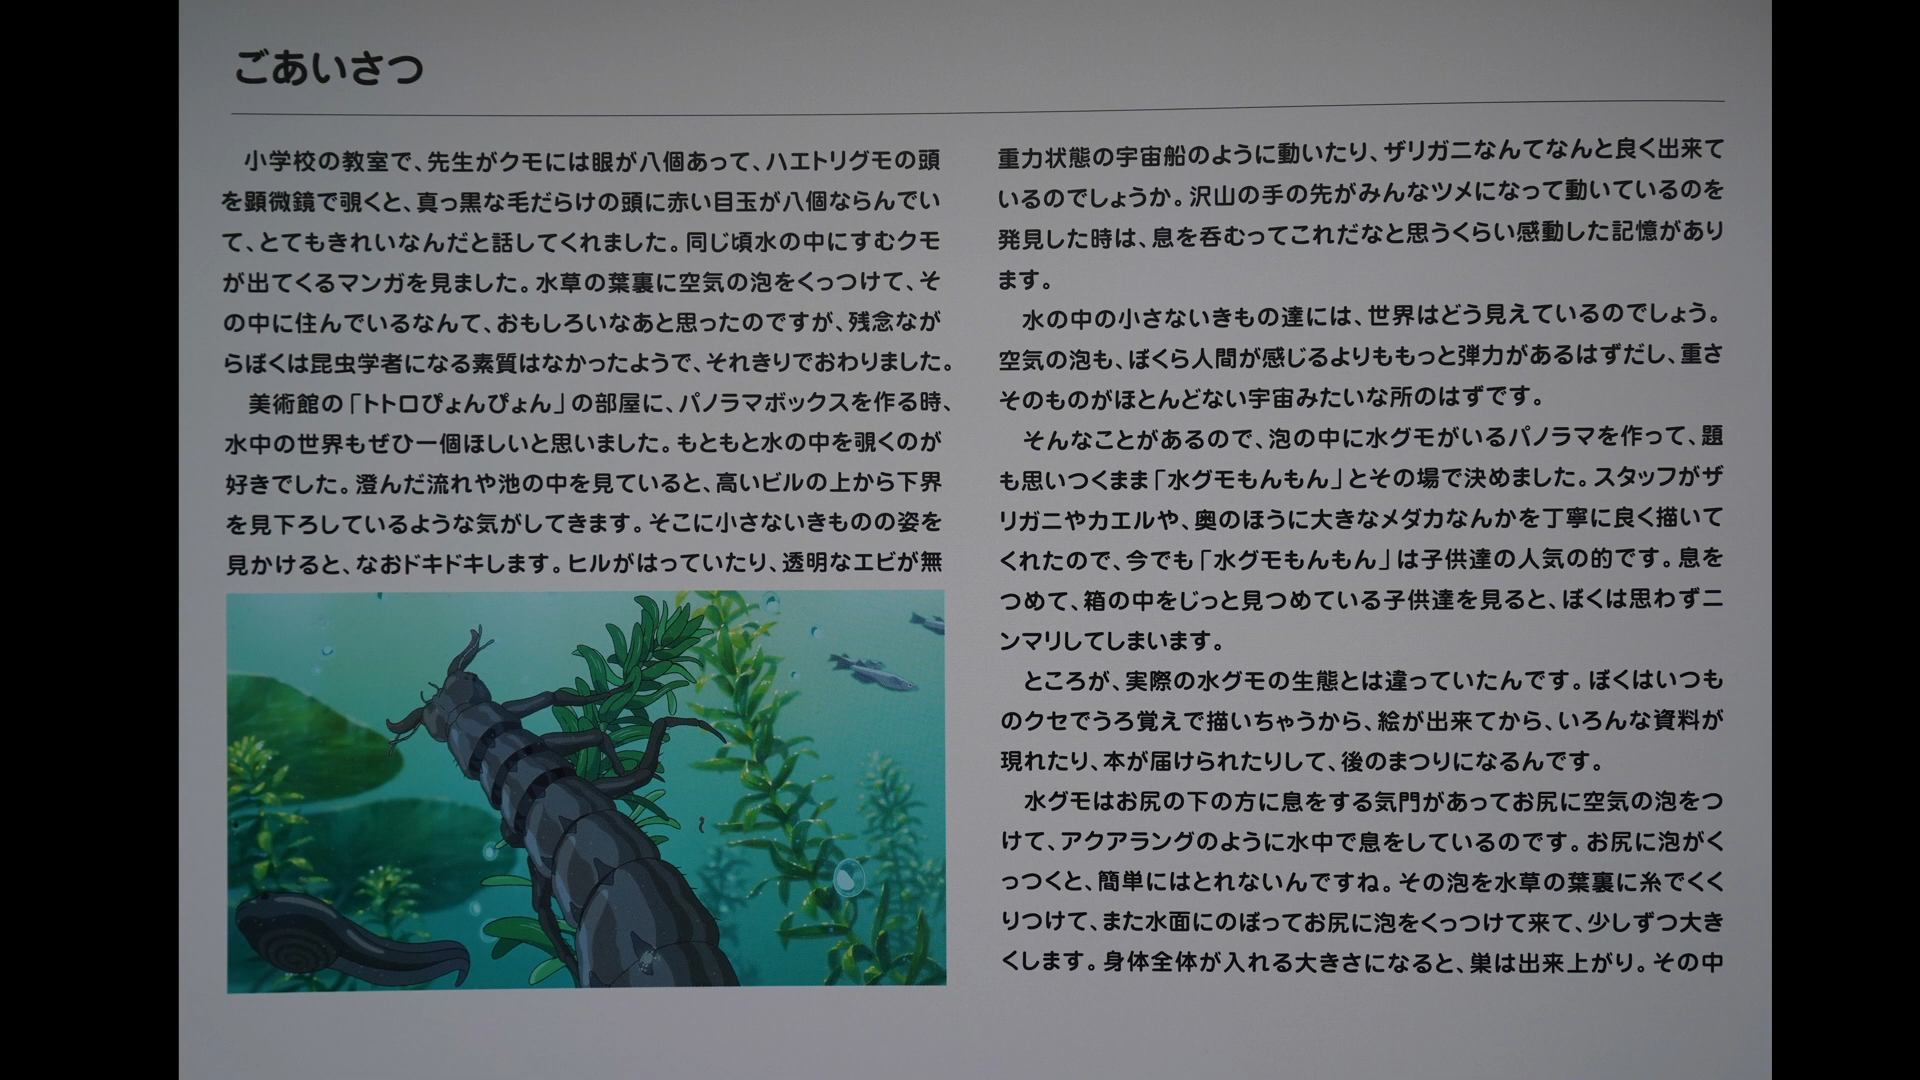 ごあいさつ
小学校の教室で、先生がクモには眼が八個あって、ハエトリグモの頭
を顕微鏡で覗くと、真っ黒な毛だらけの頭に赤い目玉が八個ならんでい
て、とてもきれいなんだと話してくれました。同じ頃水の中にすむクモ
が出てくるマンガを見ました。水草の葉裏に空気の泡をくっつけて、そ
の中に住んでいるなんて、おもしろいなあと思ったのですが、残念なが
らぼくは昆虫学者になる素質はなかったようで、それきりでおわりました。
美術館の「トトロぴょんぴょん」の部屋に、パノラマボックスを作る時、
水中の世界もぜひ一個ほしいと思いました。もともと水の中を覗くのが
好きでした。澄んだ流れや池の中を見ていると、高いビルの上から下界
を見下ろしているような気がしてきます。そこに小さないきものの姿を
見かけると、なおドキドキします。ヒルがはっていたり、透明なエビが無
重力状態の宇宙船のように動いたり、ザリガニなんてなんと良く出来て
いるのでしょうか。沢山の手の先がみんなツメになって動いているのを
発見した時は、息を呑むってこれだなと思うくらい感動した記憶があり
ます。
水の中の小さないきもの達には、世界はどう見えているのでしょう。
空気の泡も、ぼくら人間が感じるよりももっと弾力があるはずだし、重さ
そのものがほとんどない宇宙みたいな所のはずです。
そんなことがあるので、泡の中に水グモがいるパノラマを作って、題
も思いつくまま「水グモもんもん」とその場で決めました。スタッフがザ
リガニやカエルや、奥のほうに大きなメダカなんかを丁寧に良く描いて
くれたので、今でも「水グモもんもん」は子供達の人気の的です。息を
つめて、箱の中をじっと見つめている子供達を見ると、ぼくは思わずニ
ンマリしてしまいます。
ところが、実際の水グモの生態とは違っていたんです。ぼくはいつも
のクセでうろ覚えで描いちゃうから、絵が出来てから、いろんな資料が
現れたり、本が届けられたりして、後のまつりになるんです。
水グモはお尻の下の方に息をする気門があってお尻に空気の泡をつ
けて、アクアラングのように水中で息をしているのです。お尻に泡がく
っつくと、簡単にはとれないんですね。その泡を水草の葉裏に糸でくく
りつけて、また水面にのぼってお尻に泡をくっつけて来て、少しずつ大き
くします。身体全体が入れる大きさになると、巣は出来上がり。その中